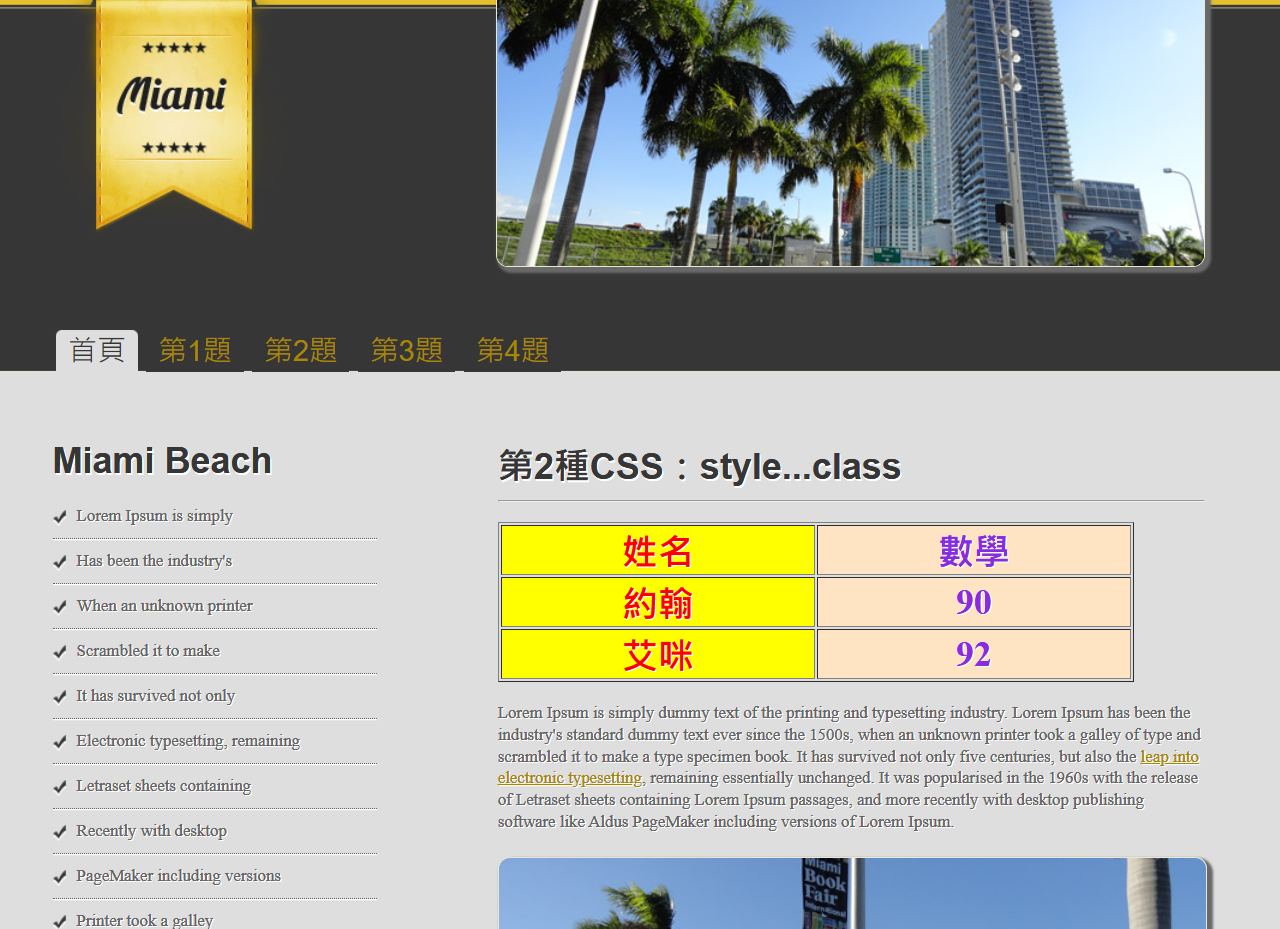 ★★★★★
Miami
★★★★★
首頁 第1題 第2題 第3題 第4題
Miami Beach
Lorem Ipsum is simply
Has been the industry's
When an unknown printer
Scrambled it to make
It has survived not only
Electronic typesetting, remaining
Letraset sheets containing
Recently with desktop
PageMaker including versions
Printer took a galley
第2種CSS：style...class
姓名 數學
約翰 90
艾咪 92
Lorem Ipsum is simply dummy text of the printing and typesetting industry. Lorem Ipsum has been the
industry's standard dummy text ever since the 1500s, when an unknown printer took a galley of type and
scrambled it to make a type specimen book. It has survived not only five centuries, but also the leap into
electronic typesetting, remaining essentially unchanged. It was popularised in the 1960s with the release
of Letraset sheets containing Lorem Ipsum passages, and more recently with desktop publishing
software like Aldus PageMaker including versions of Lorem Ipsum.
Miami
Book
Fair
International